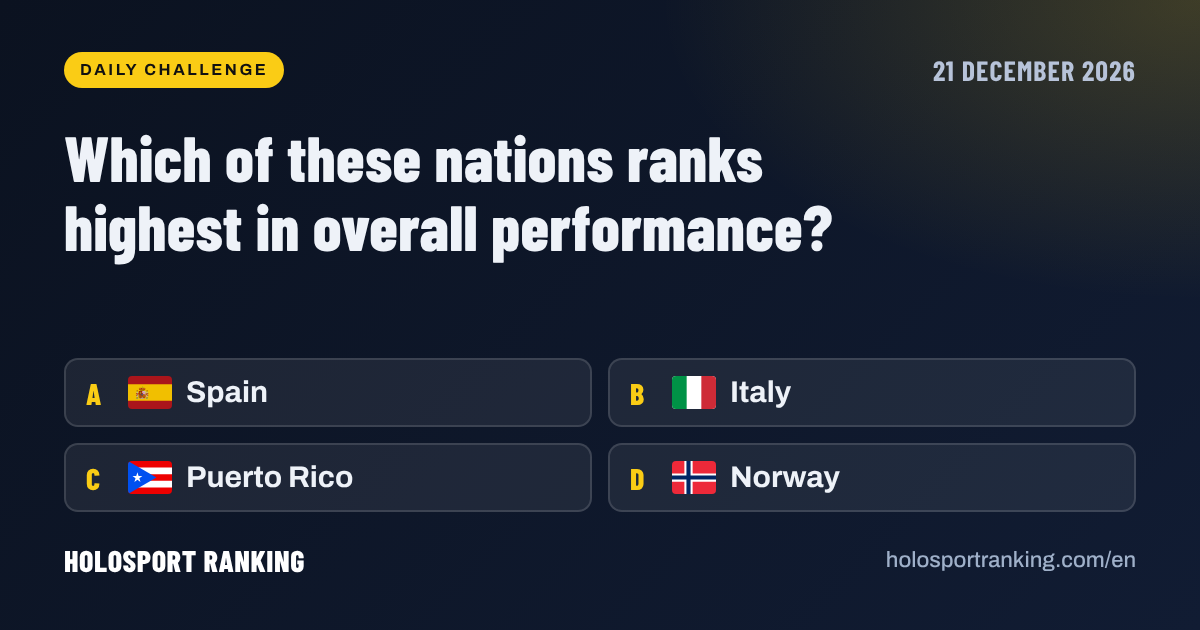 DAILY CHALLENGE
21 DECEMBER 2026
Which of these nations ranks
highest in overall performance?
A Spain
B Italy
C Puerto Rico
D Norway
HOLOSPORT RANKING
holosportranking.com/en